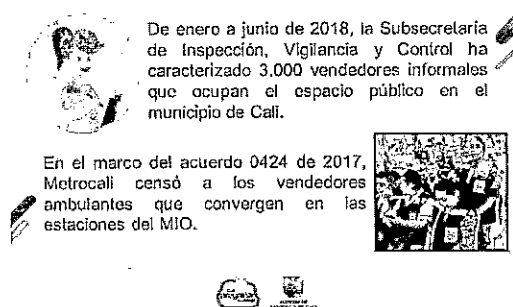 De enero a junio de 2018, la Subsecretaria
de Inspección, Vigilancia y Control ha
caracterizado 3.000 vendedores informales
que ocupan el espacio público en el
municipio de Cali.
En el marco del acuerdo 0424 de 2017,
Metrocali censó a los vendedores
ambulantes que convergen en las
estaciones del MIO.